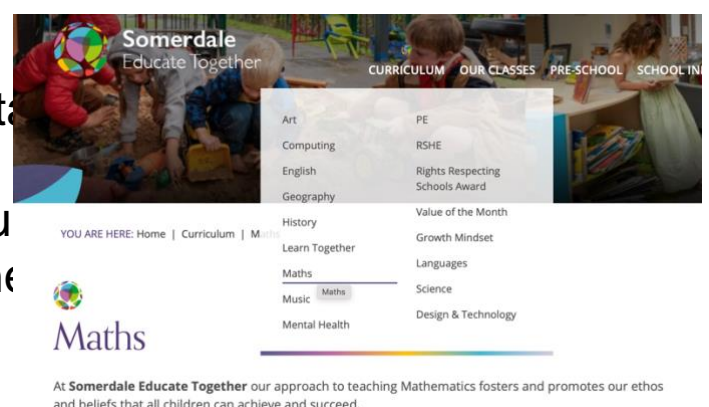 Somerdale
Educate Together
CURRICULUM OUR CLASSES PRE-SCHOOL SCHOOL
Art
Computing
English
Geography
History
Learn Together
Maths
Maths
Music
Mental Health
PE
RSHE
Rights Respecting
Schools Award
Value of the Month
Growth Mindset
Languages
Science
Design & Technology
YOU ARE HERE: Home | Curriculum | Maths
Maths
At Somerdale Educate Together our approach to teaching Mathematics fosters and promotes our ethos
and beliefs that all children can achieve and succeed